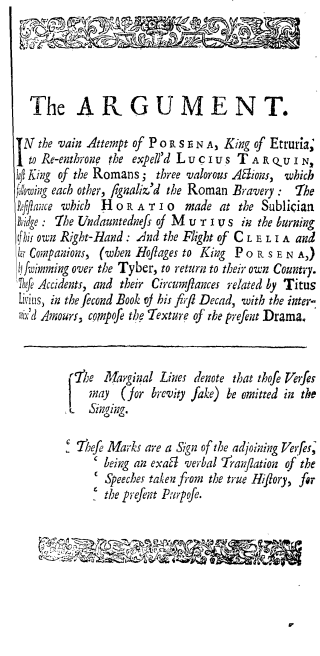 The ARGUMENT.
IN the vain Attempt of PORSENA, King of Etruria,
to Re-enthrone the expell'd LUCIUS TARQUIN,
laſt King of the Romans; three valorous Actions, which
following each other, ſignaliz'd the Roman Bravery: The
Reſiſtance which HORATIO made at the Sublician
Bridge: The Undauntedneſs of MUTIUS in the burning
of his own Right-Hand: And the Flight of CLELIA and
her Companions, (when Hoſtages to King PORSENA,)
by ſwimming over the Tyber, to return to their own Country.
Theſe Accidents, and their Circumſtances related by Titus
Livius, in the ſecond Book of his firſt Decad, with the inter-
mix'd Amours, compoſe the Texture of the preſent Drama.
The Marginal Lines denote that thoſe Verſes
may (for brevity ſake) be omitted in the
Singing.
‘ Theſe Marks are a Sign of the adjoining Verſes,
‘ being an exact verbal Tranſlation of the
‘ Speeches taken from the true Hiſtory, for
‘ the preſent Purpoſe.